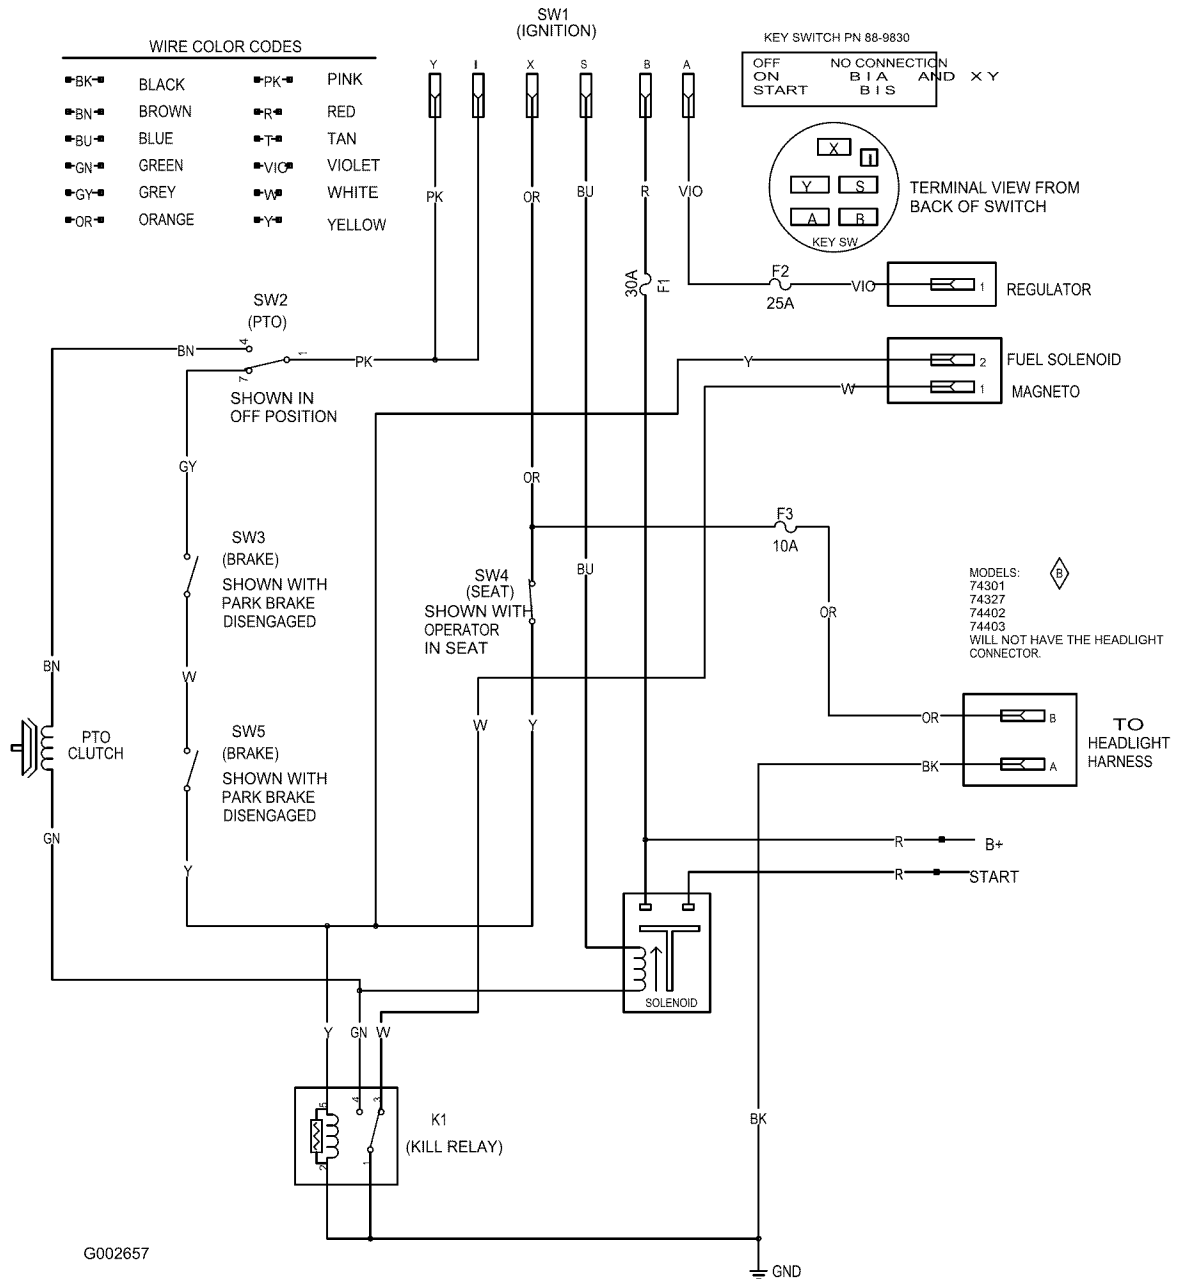 SW1
(IGNITION)
WIRE COLOR CODES
BK BLACK
BN BROWN
BU BLUE
GN GREEN
GY GREY
OR ORANGE
PK PINK
R RED
T TAN
VIO VIOLET
W WHITE
Y YELLOW
Y I X S B A
KEY SWITCH PN 88-9830
OFF NO CONNECTION
ON B I A AND X Y
START B I S
X
I
Y S
A B
KEY SW
TERMINAL VIEW FROM
BACK OF SWITCH
PK
OR
BU
R
VIO
30A
F1
F2
25A
VIO
1
REGULATOR
SW2
(PTO)
4
1
7
BN
PK
SHOWN IN
OFF POSITION
Y
2
FUEL SOLENOID
W
1
MAGNETO
GY
OR
F3
10A
SW3
(BRAKE)
SHOWN WITH
PARK BRAKE
DISENGAGED
SW4
(SEAT)
SHOWN WITH
OPERATOR
IN SEAT
BU
OR
MODELS:
B
74301
74327
74402
74403
WILL NOT HAVE THE HEADLIGHT
CONNECTOR.
BN
W
PTO
CLUTCH
SW5
(BRAKE)
SHOWN WITH
PARK BRAKE
DISENGAGED
W
Y
OR
B
BK
A
TO
HEADLIGHT
HARNESS
GN
Y
R
B+
R
START
SOLENOID
Y
GN
W
5
4
3
2
1
K1
(KILL RELAY)
BK
G002657
GND